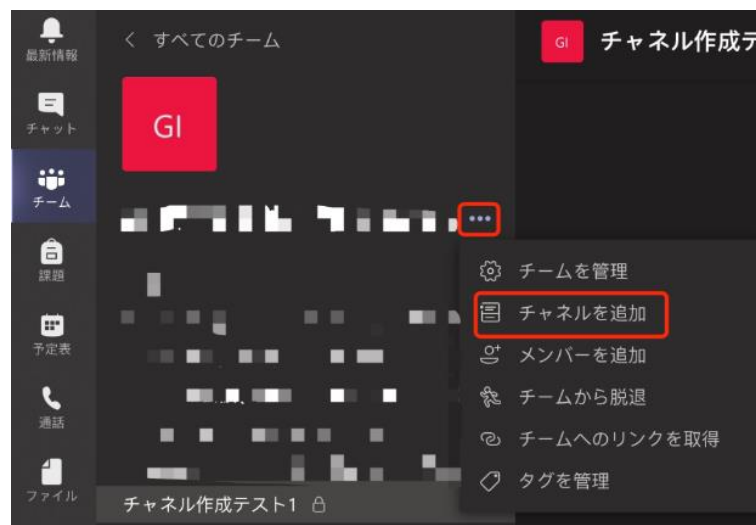 最新情報
チャット
チーム
課題
予定表
通話
ファイル
すべてのチーム
GI
チャネル作成テスト1
GI チャネル作成テ
チームを管理
チャネルを追加
メンバーを追加
チームから脱退
チームへのリンクを取得
タグを管理